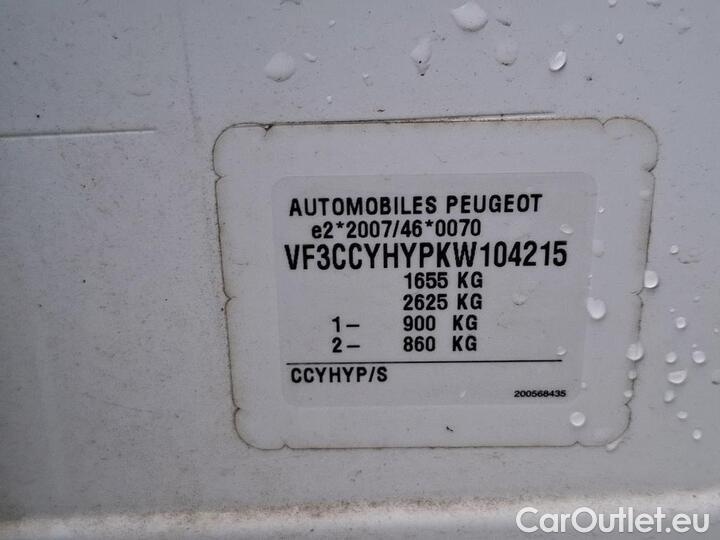 AUTOMOBILES PEUGEOT
e2*2007/46*0070
VF3CCYHYPKW104215
1655 KG
2625 KG
1- 900 KG
2- 860 KG
CCYHYP/S
200568435
CarOutlet.eu